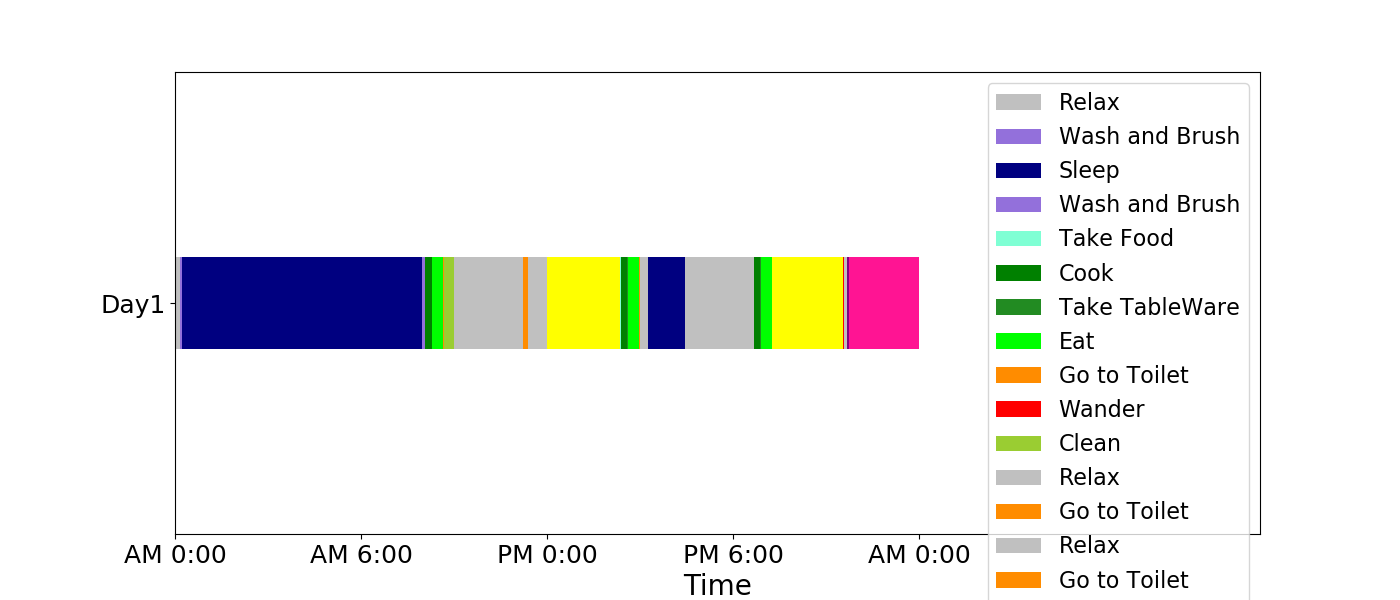 Relax
Wash and Brush
Sleep
Wash and Brush
Take Food
Cook
Take TableWare
Eat
Go to Toilet
Wander
Clean
Relax
Go to Toilet
Relax
Go to Toilet
Day1
AM 0:00 AM 6:00 PM 0:00 PM 6:00 AM 0:00
Time